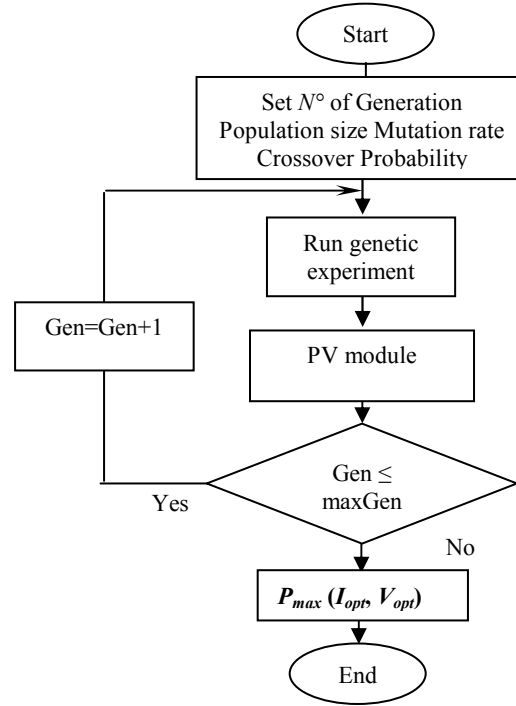 Start
Set N° of Generation
Population size Mutation rate
Crossover Probability
Run genetic
experiment
Gen=Gen+1
PV module
Gen ≤
maxGen
Yes
No
Pmax (Iopt, Vopt)
End